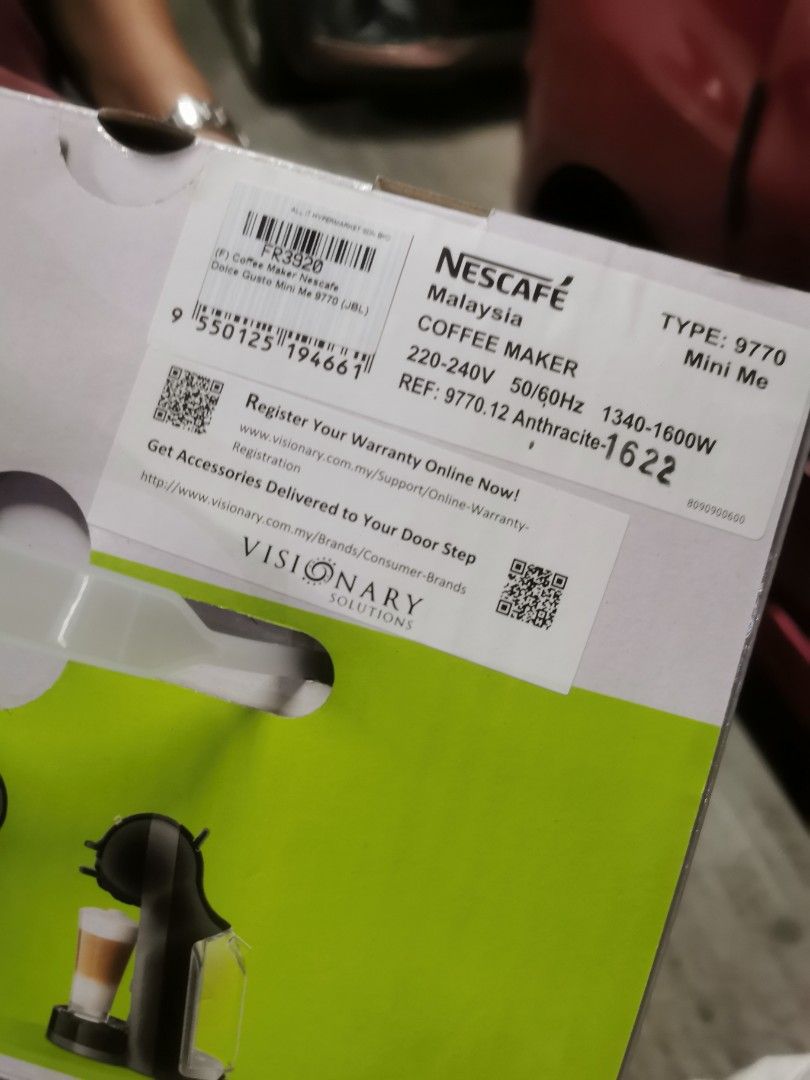 ALL IT HYPERMARKET SDN BHD
FR3920
(F) Coffee Maker Nescafe
Dolce Gusto Mini Me 9770 (JBL)
9 550125 194661
NESCAFÉ
Malaysia
COFFEE MAKER
220-240V 50/60Hz 1340-1600W
REF: 9770.12 Anthracite-1622
TYPE: 9770
Mini Me
8090900600
Register Your Warranty Online Now!
www.visionary.com.my/Support/Online-Warranty-
Registration
Get Accessories Delivered to Your Door Step
http://www.visionary.com.my/Brands/Consumer-Brands
VISIONARY
SOLUTIONS